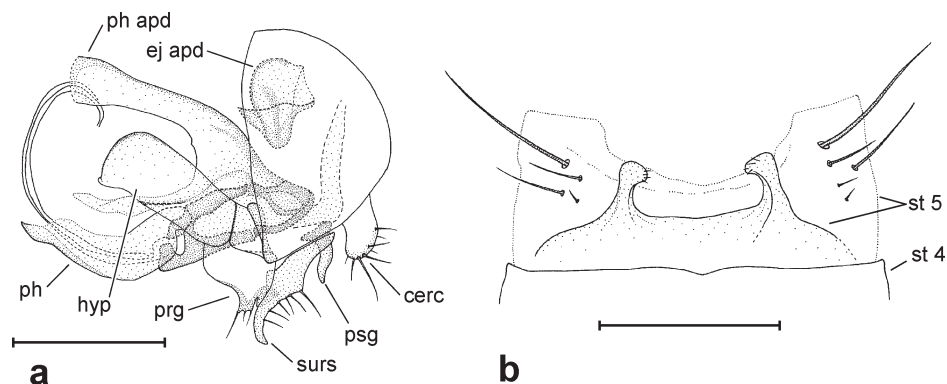 ph apd
ej apd
ph
hyp
prg
surs
psg
cerc
a
st 5
st 4
b